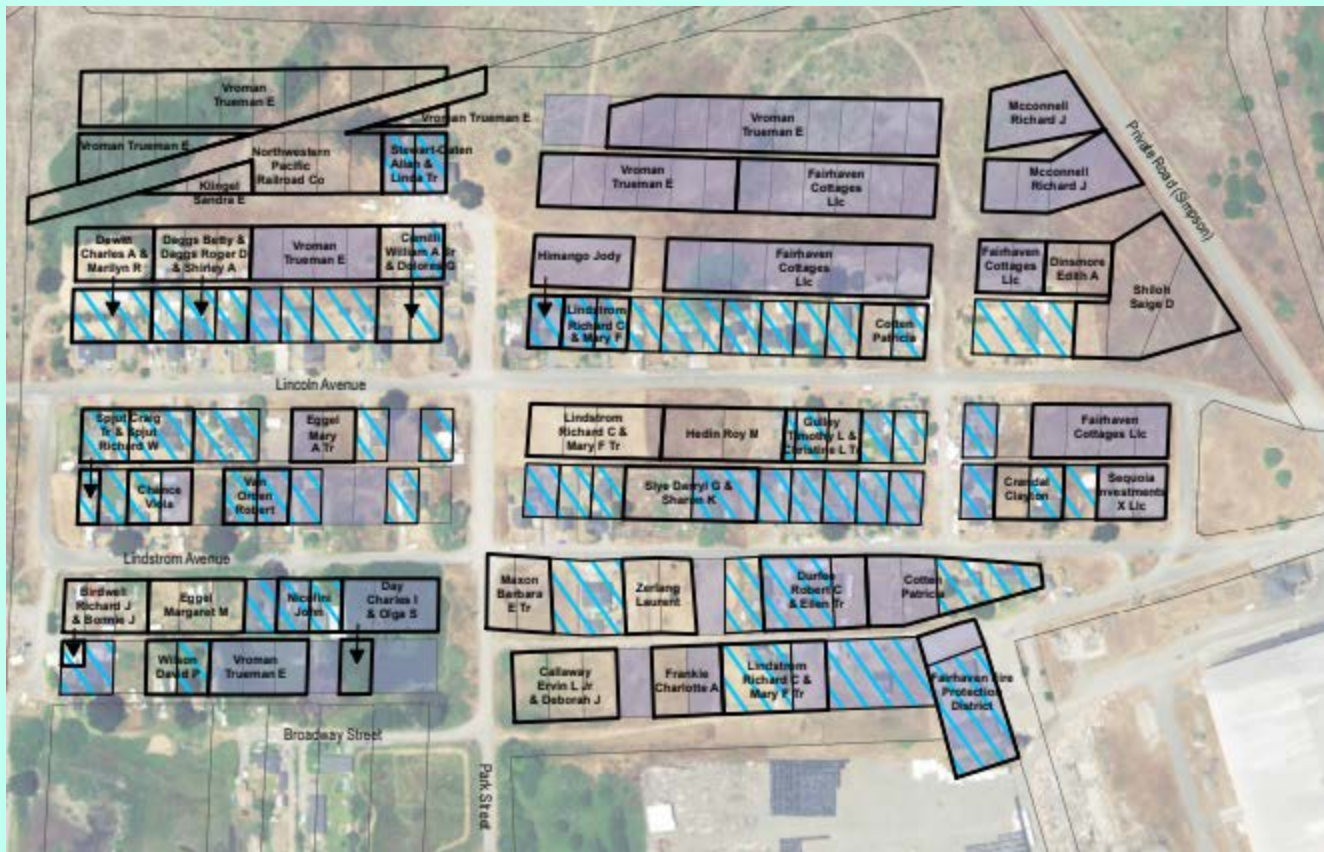 Vroman
Trueman E
Vroman Trueman E
Vroman Trueman E
Northwestern
Pacific
Railroad Co
Stewart-Oaten
Allan &
Linda Tr
Klingel
Sandra E
Vroman
Trueman E
Vroman
Trueman E
Fairhaven
Cottages
Llc
Mcconnell
Richard J
Mcconnell
Richard J
Private Road (Simpson)
Dewitt
Charles A &
Marilyn R
Daggs Betty &
Daggs Roger D
& Shirley A
Vroman
Trueman E
William A Sr
& Dolores G
Himango Jody
Fairhaven
Cottages
Llc
Fairhaven
Cottages
Llc
Dinsmore
Edith A
Shiloh
Saige D
Lindstrom
Richard C
& Mary F
Cotten
Patricia
Lincoln Avenue
Spjut Craig
Tr & Spjut
Richard W
Eggel
Mary
A Tr
Lindstrom
Richard C &
Mary F Tr
Hedin Roy M
Gulley
Timothy L &
Christine L Tr
Fairhaven
Cottages Llc
Chance
Viola
Van
Orden
Robert
Slye Darryl G &
Sharon K
Crandal
Clayton
Sequoia
Investments
X Llc
Lindstrom Avenue
Birdwell
Richard J
& Bonnie J
Eggel
Margaret M
Nicolini
John
Day
Charles I
& Olga S
Maxon
Barbara
E Tr
Zerlang
Laurent
Durfee
Robert C
& Ellen Tr
Cotten
Patricia
Wilson
David P
Vroman
Trueman E
Callaway
Ervin L Jr
& Deborah J
Frankie
Charlotte A
Lindstrom
Richard C &
Mary F Tr
Fairhaven Fire
Protection
District
Broadway Street
Park Street